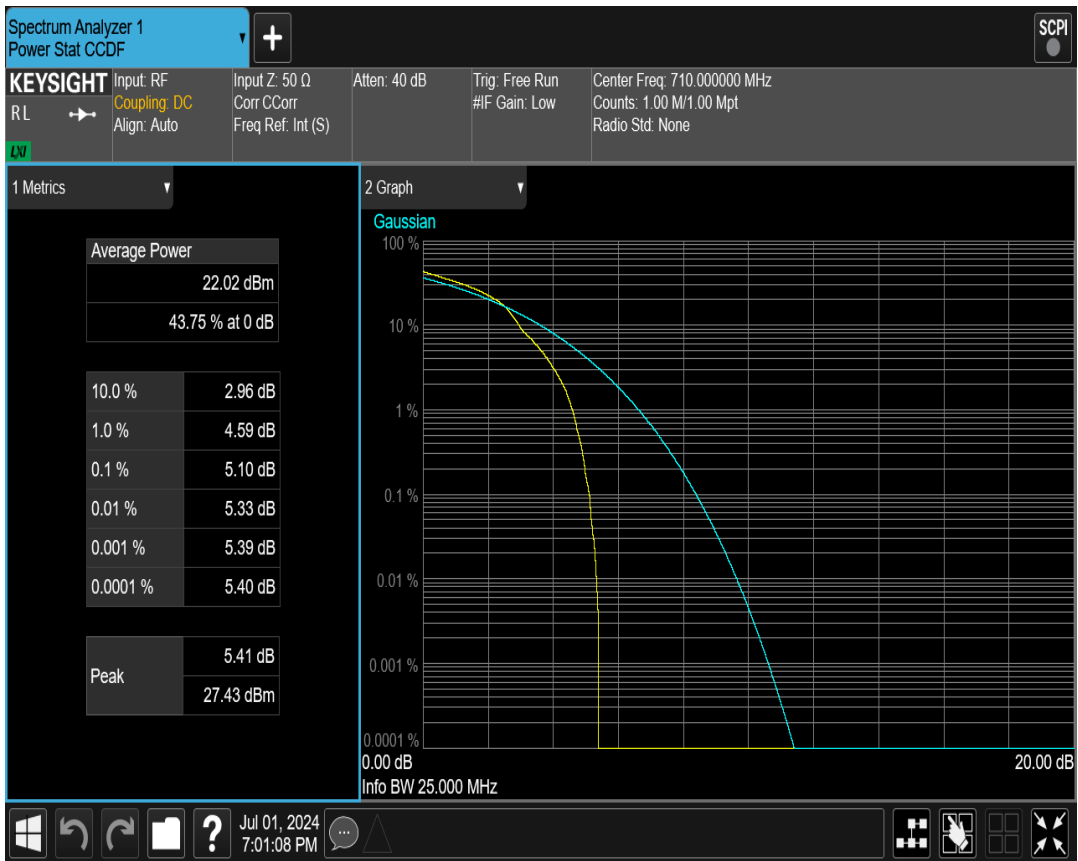 Spectrum Analyzer 1
Power Stat CCDF
SCPI
KEYSIGHT
RL
LXI
Input: RF
Coupling: DC
Align: Auto
Input Z: 50 Ω
Corr CCorr
Freq Ref: Int (S)
Atten: 40 dB
Trig: Free Run
#IF Gain: Low
Center Freq: 710.000000 MHz
Counts: 1.00 M/1.00 Mpt
Radio Std: None
1 Metrics
Average Power
22.02 dBm
43.75 % at 0 dB
10.0 % 2.96 dB
1.0 % 4.59 dB
0.1 % 5.10 dB
0.01 % 5.33 dB
0.001 % 5.39 dB
0.0001 % 5.40 dB
Peak
5.41 dB
27.43 dBm
2 Graph
Gaussian
100 %
10 %
1 %
0.1 %
0.01 %
0.001 %
0.0001 %
0.00 dB 20.00 dB
Info BW 25.000 MHz
?
Jul 01, 2024
7:01:08 PM